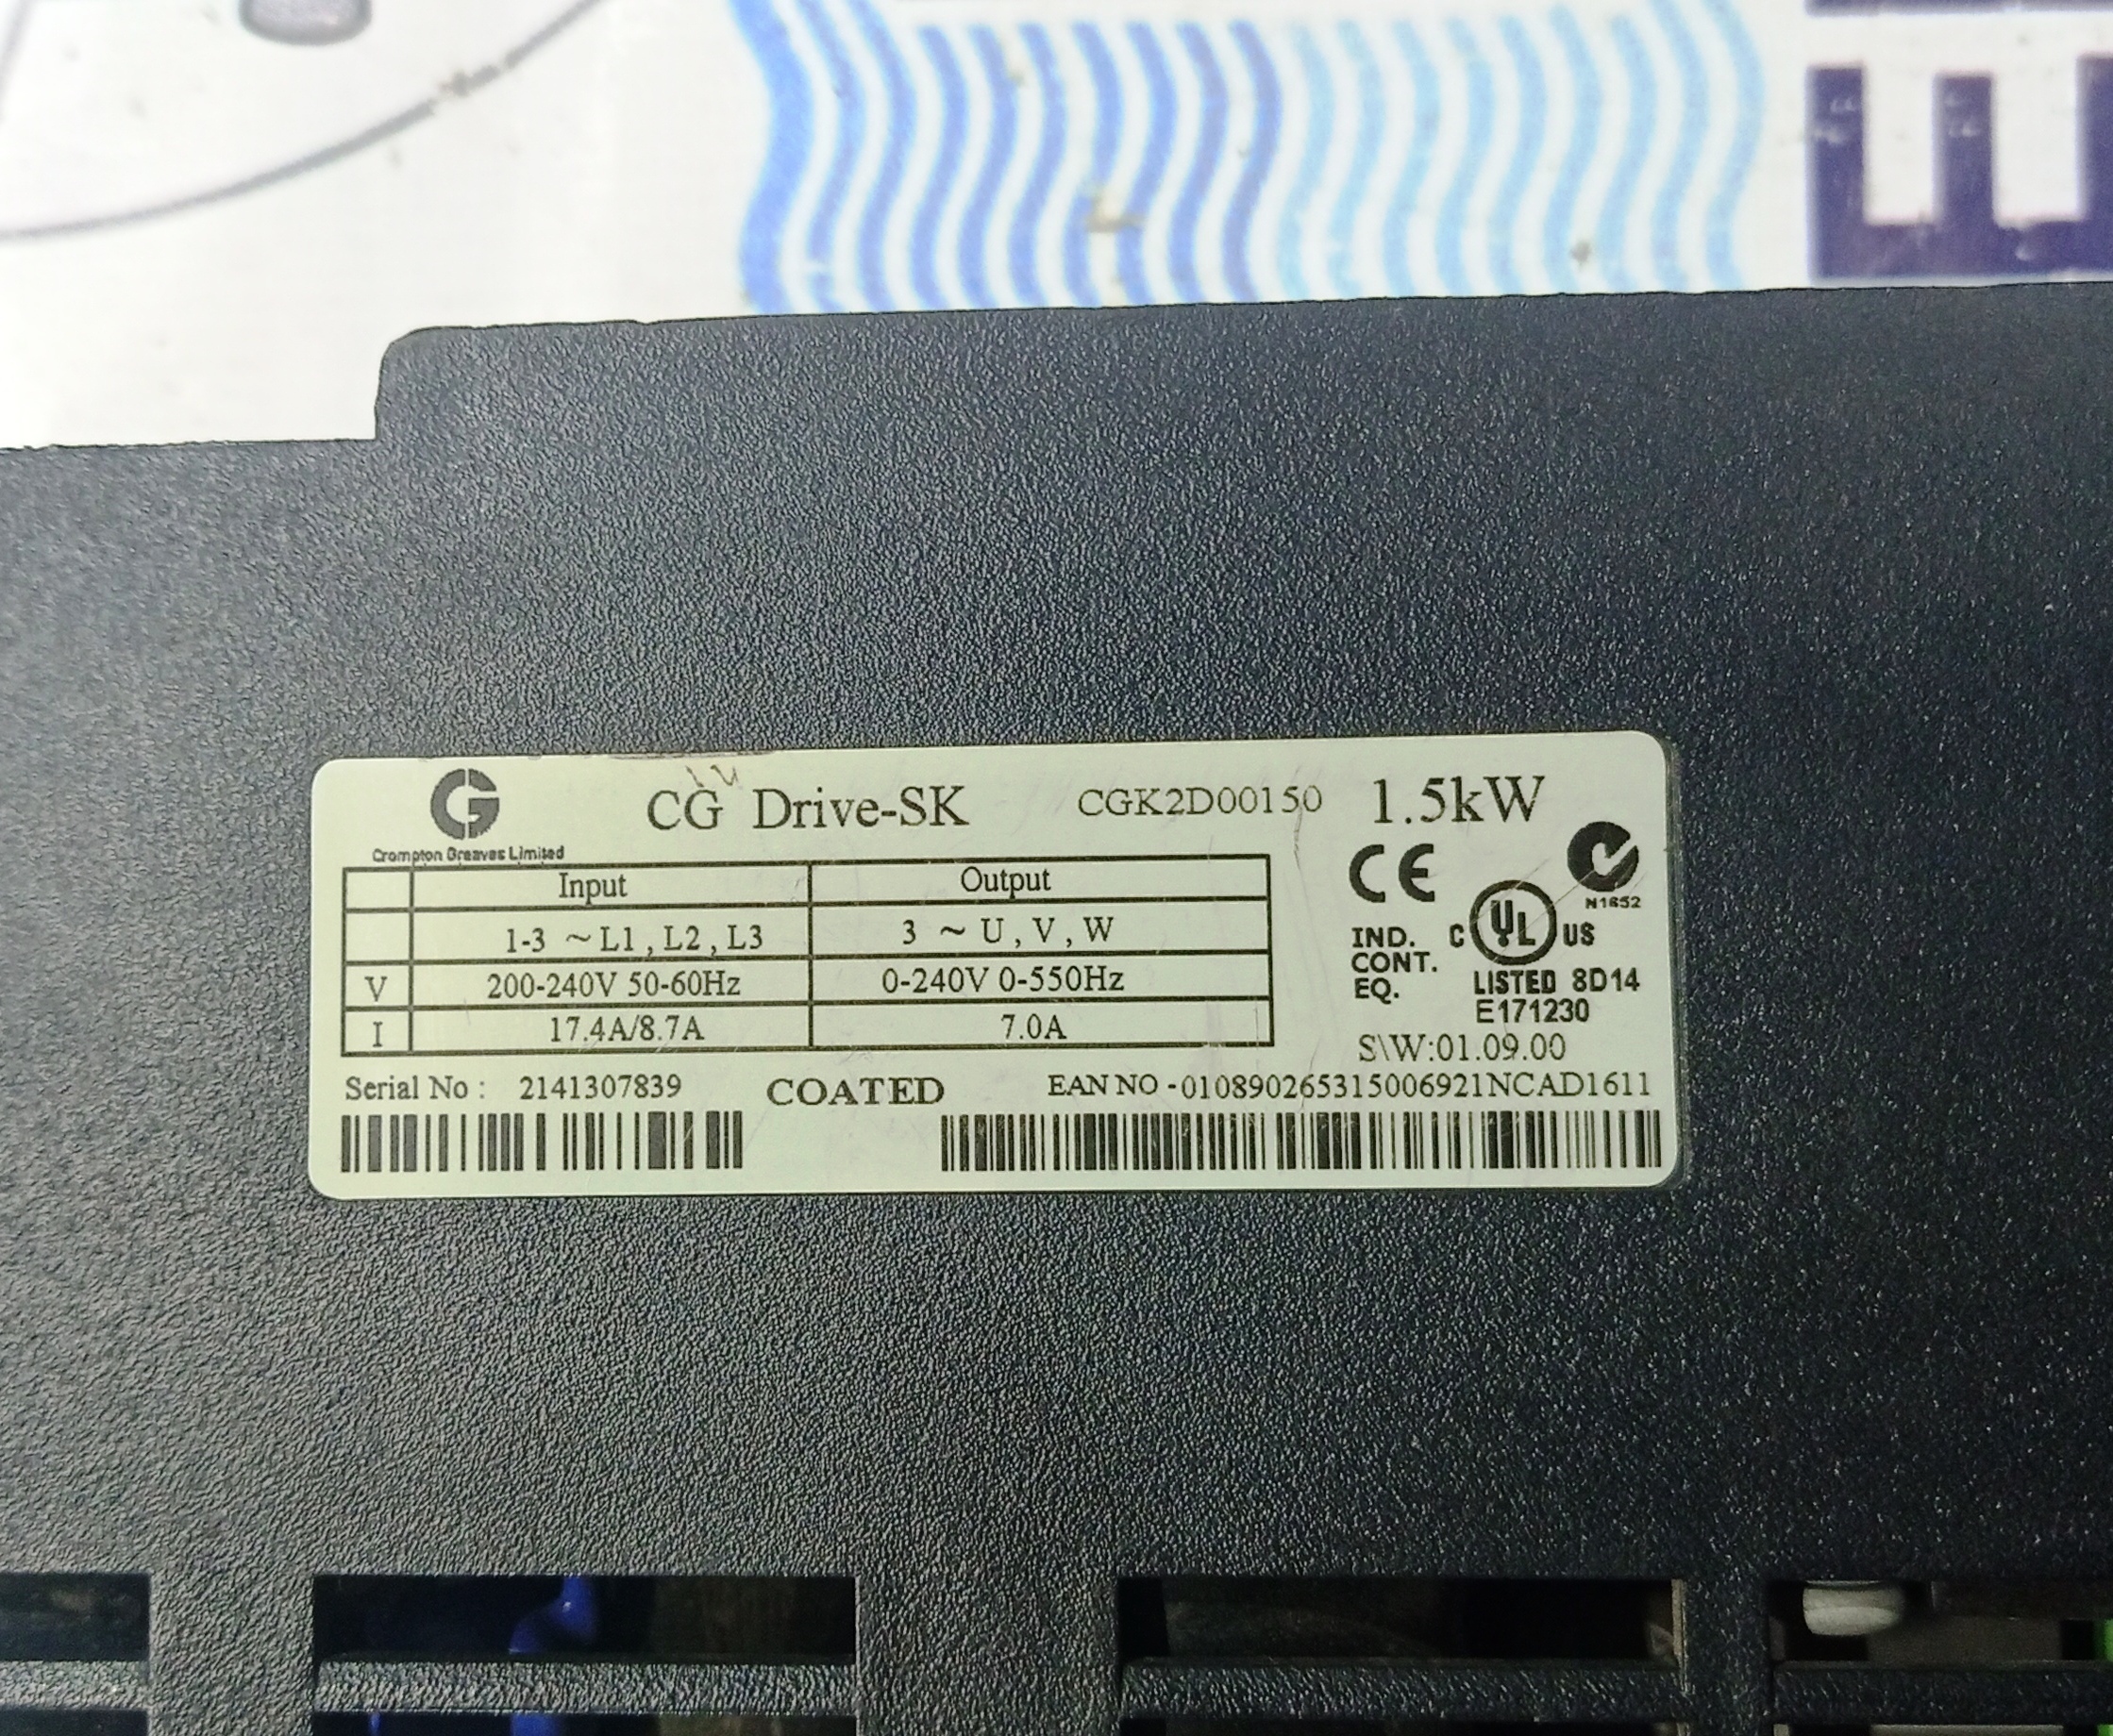 CG Drive-SK CGK2D00150 1.5kW
Crompton Greaves Limited
Input Output
1-3 ~ L1 , L2 , L3 3 ~ U , V , W
V 200-240V 50-60Hz 0-240V 0-550Hz
I 17.4A/8.7A 7.0A
CE
N1652
IND.
CONT.
EQ.
C UL US
LISTED 8D14
E171230
S\W:01.09.00
Serial No : 2141307839 COATED EAN NO -010890265315006921NCAD1611